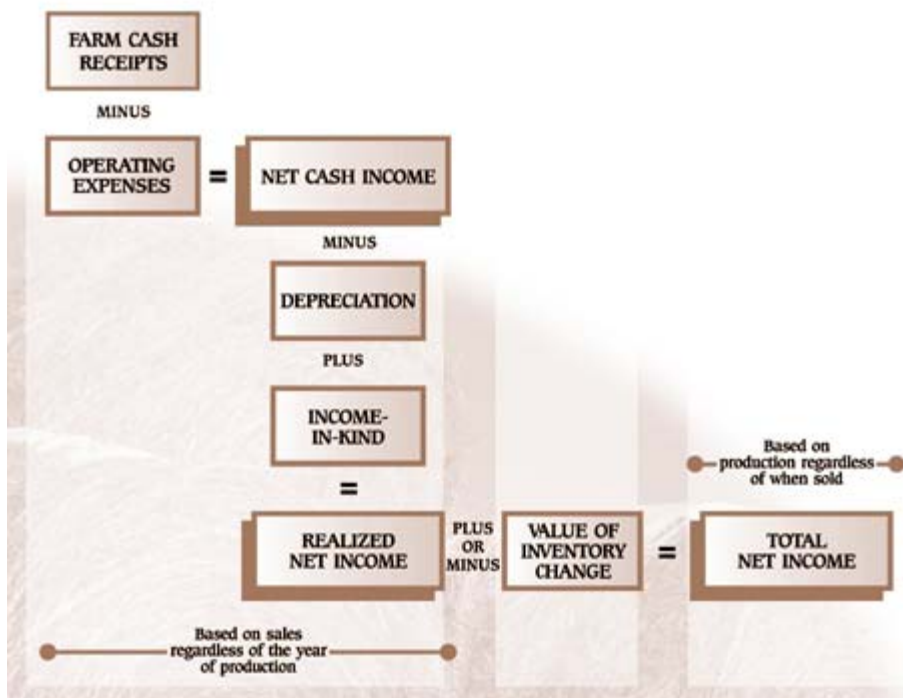 FARM CASH
RECEIPTS
MINUS
OPERATING
EXPENSES
=
NET CASH INCOME
MINUS
DEPRECIATION
PLUS
INCOME-
IN-KIND
=
REALIZED
NET INCOME
PLUS
OR
MINUS
VALUE OF
INVENTORY
CHANGE
=
Based on
production regardless
of when sold
TOTAL
NET INCOME
Based on sales
regardless of the year
of production